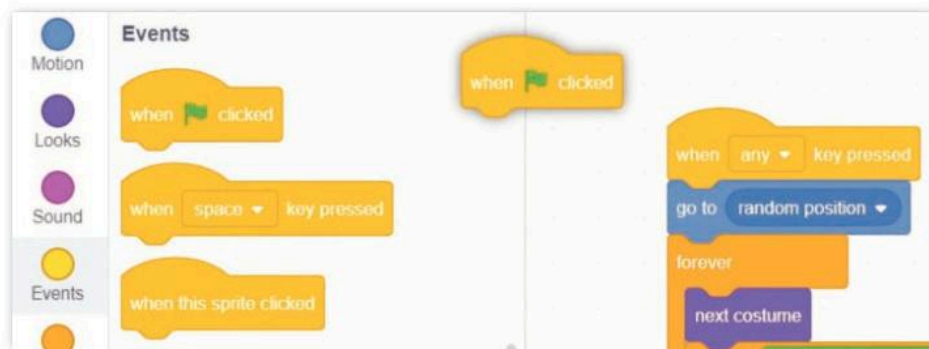 Motion
Looks
Sound
Events
Events
when clicked
when space key pressed
when this sprite clicked
when clicked
when any key pressed
go to random position
forever
next costume